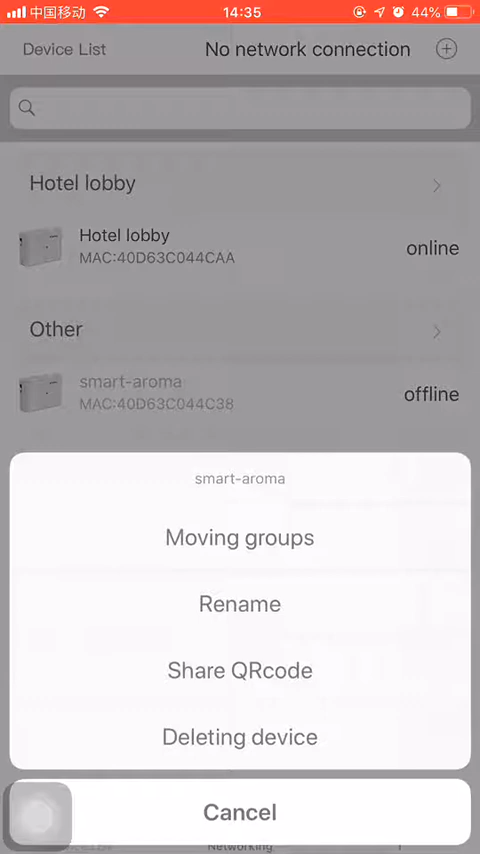 中国移动 14:35 44%
Device List No network connection
Hotel lobby
Hotel lobby
MAC:40D63C044CAA
online
Other
smart-aroma
MAC:40D63C044C38
offline
smart-aroma
Moving groups
Rename
Share QRcode
Deleting device
Cancel
Networking